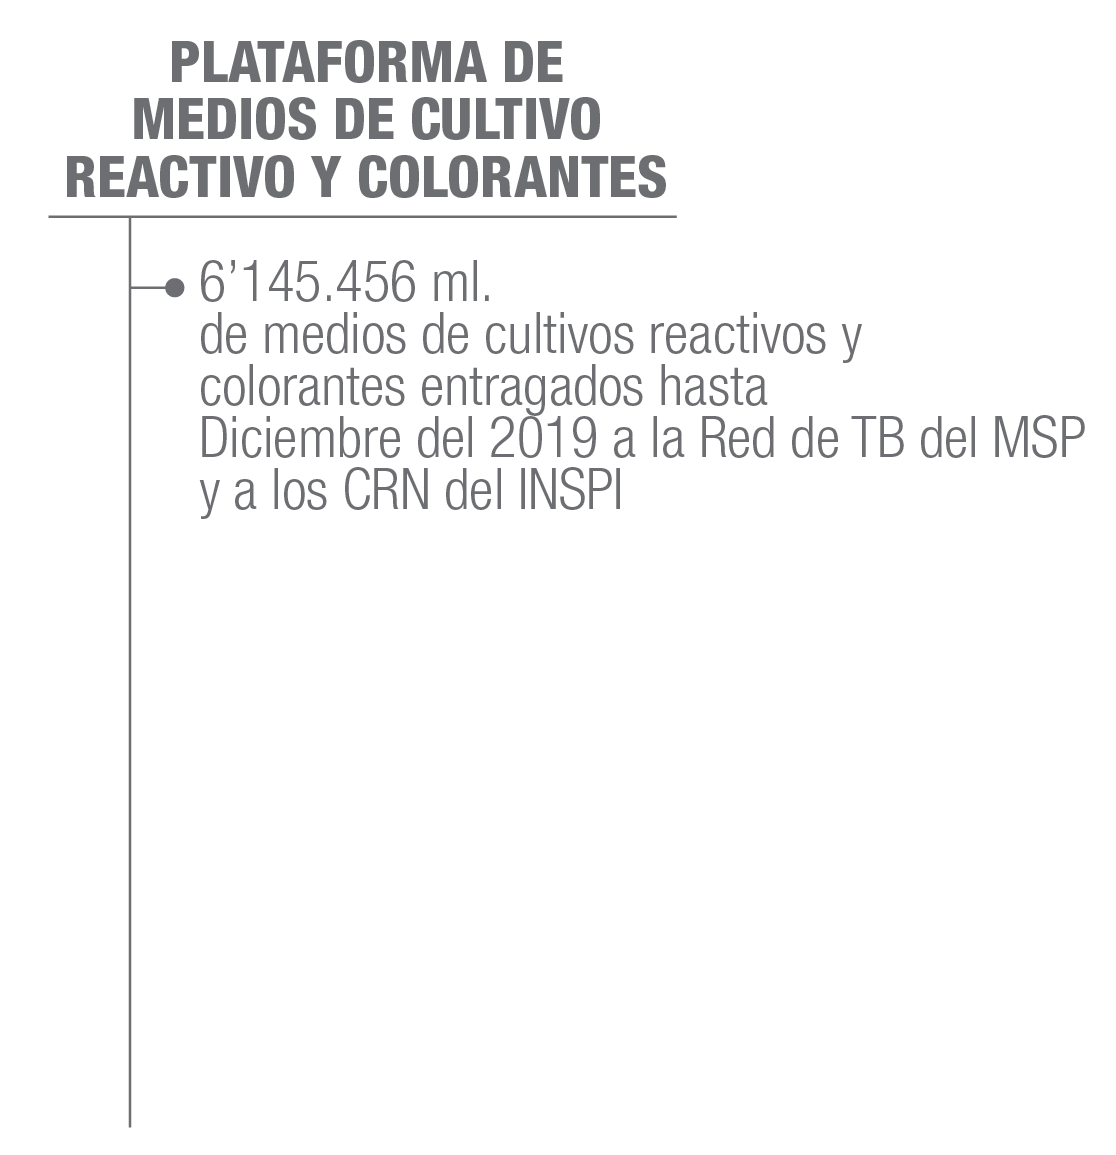 PLATAFORMA DE
MEDIOS DE CULTIVO
REACTIVO Y COLORANTES
6’145.456 ml.
de medios de cultivos reactivos y
colorantes entragados hasta
Diciembre del 2019 a la Red de TB del MSP
y a los CRN del INSPI